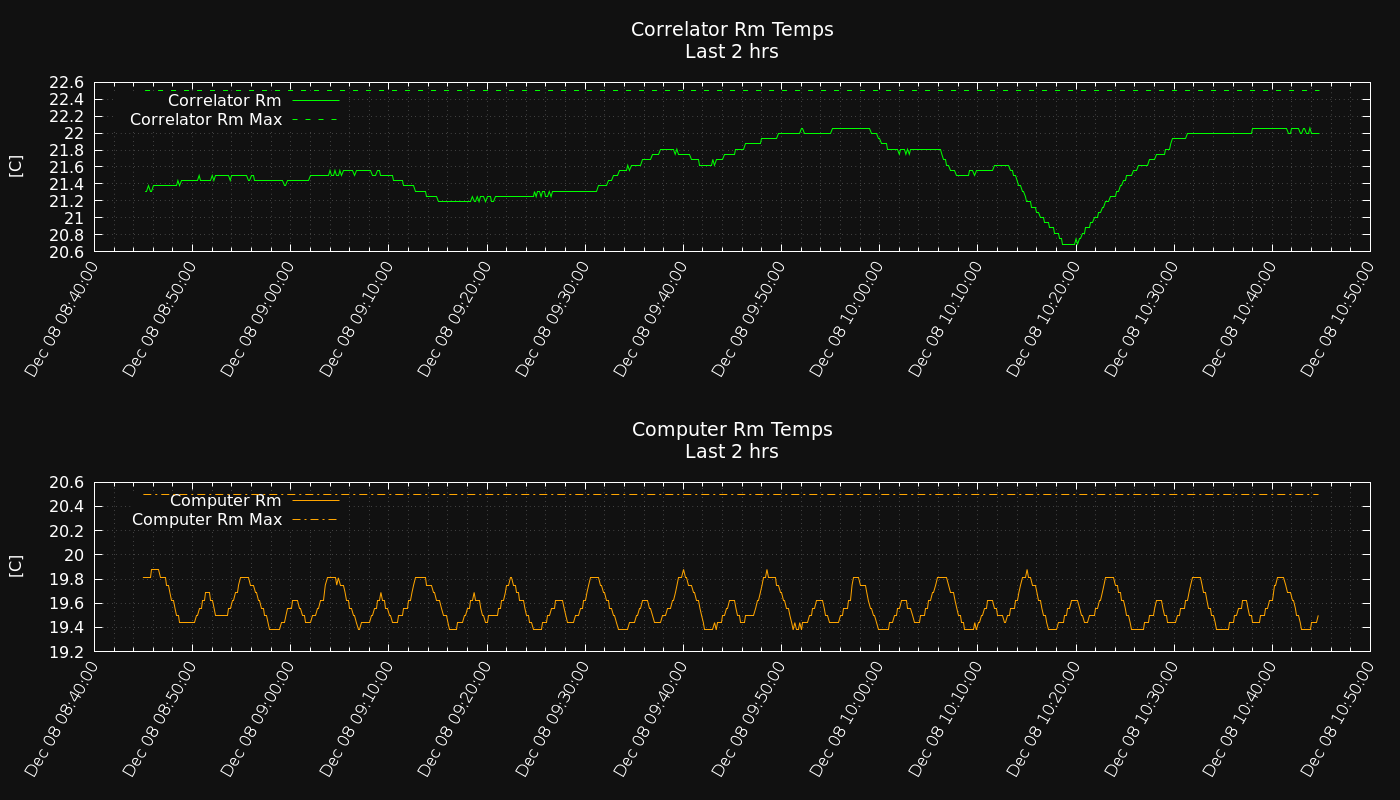 Correlator Rm Temps
Last 2 hrs
[C]
22.6
22.4
22.2
22
21.8
21.6
21.4
21.2
21
20.8
20.6
Correlator Rm
Correlator Rm Max
Dec 08 08:40:00
Dec 08 08:50:00
Dec 08 09:00:00
Dec 08 09:10:00
Dec 08 09:20:00
Dec 08 09:30:00
Dec 08 09:40:00
Dec 08 09:50:00
Dec 08 10:00:00
Dec 08 10:10:00
Dec 08 10:20:00
Dec 08 10:30:00
Dec 08 10:40:00
Dec 08 10:50:00
Computer Rm Temps
Last 2 hrs
[C]
20.6
20.4
20.2
20
19.8
19.6
19.4
19.2
Computer Rm
Computer Rm Max
Dec 08 08:40:00
Dec 08 08:50:00
Dec 08 09:00:00
Dec 08 09:10:00
Dec 08 09:20:00
Dec 08 09:30:00
Dec 08 09:40:00
Dec 08 09:50:00
Dec 08 10:00:00
Dec 08 10:10:00
Dec 08 10:20:00
Dec 08 10:30:00
Dec 08 10:40:00
Dec 08 10:50:00